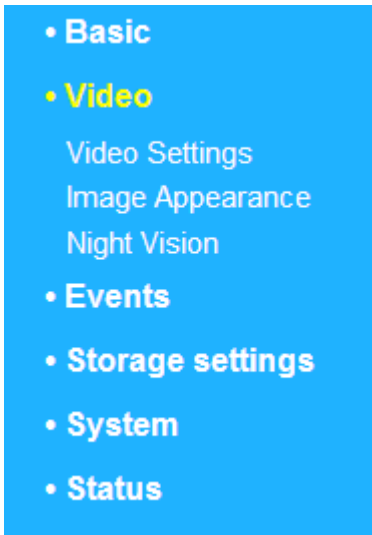 • Basic
• Video
Video Settings
Image Appearance
Night Vision
• Events
• Storage settings
• System
• Status